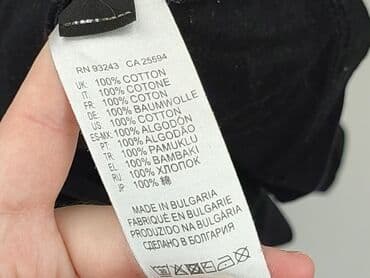 RN 93243 CA 25594
UK: 100% COTTON
IT: 100% COTONE
FR: 100% COTON
DE: 100% BAUMWOLLE
US: 100% COTTON
ES-MX: 100% ALGODÓN
PT: 100% ALGODÃO
TR: 100% PAMUKLU
EL: 100% BAMBAKI
RU: 100% ХЛОПОК
JP: 100% 綿
MADE IN BULGARIA
FABRIQUÉ EN BULGARIE
PRODUZIDO NA BULGÁRIA
СДЕЛАНО В БОЛГАРИЯ